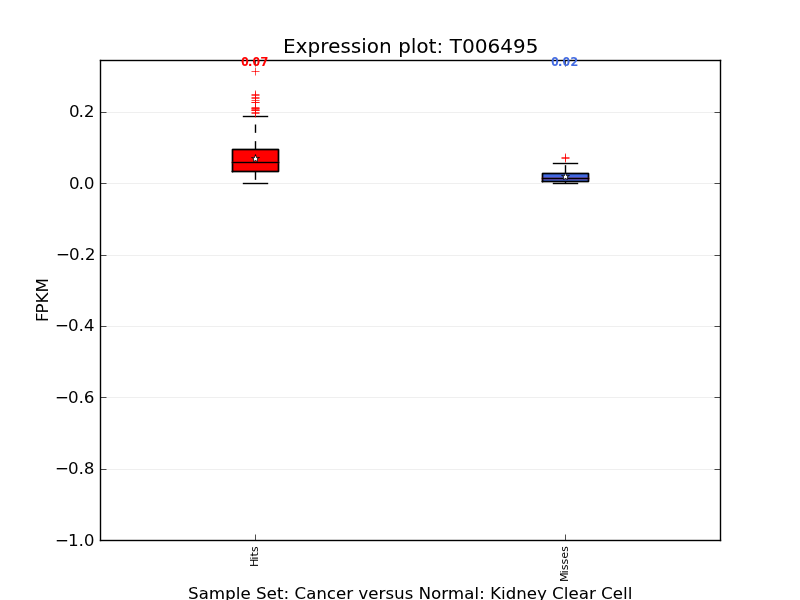 Expression plot: T006495
0.07
0.02
0.2
0.0
−0.2
−0.4
−0.6
−0.8
−1.0
FPKM
Hits
Misses
Sample Set: Cancer versus Normal: Kidney Clear Cell